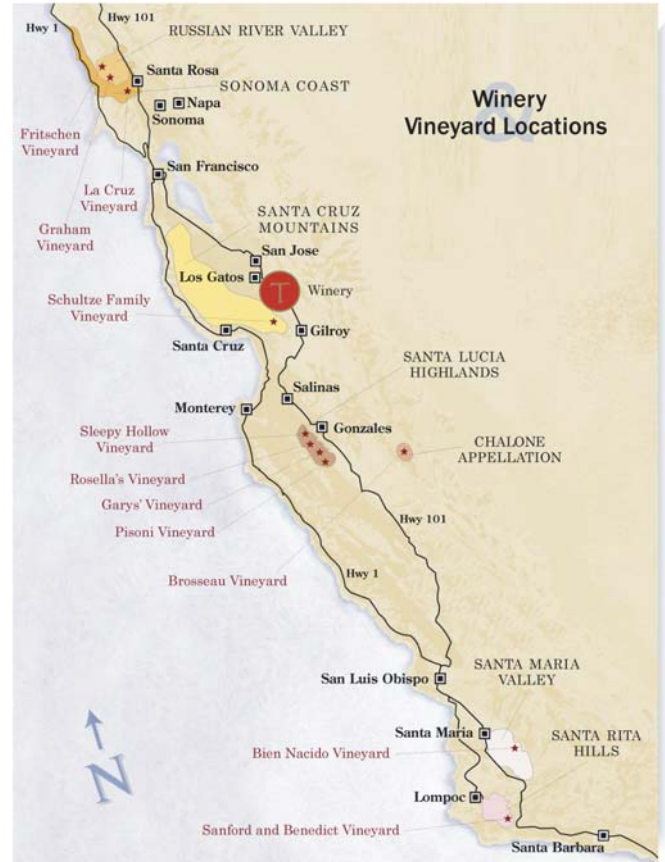 Hwy 1
Hwy 101
RUSSIAN RIVER VALLEY
Santa Rosa
SONOMA COAST
Napa
Sonoma
&
Winery
Vineyard Locations
Fritschen
Vineyard
La Cruz
Vineyard
Graham
Vineyard
San Francisco
SANTA CRUZ
MOUNTAINS
San Jose
Los Gatos
T
Winery
Schultze Family
Vineyard
Santa Cruz
Gilroy
SANTA LUCIA
HIGHLANDS
Salinas
Monterey
Gonzales
Sleepy Hollow
Vineyard
CHALONE
APPELLATION
Rosella's Vineyard
Garys' Vineyard
Pisoni Vineyard
Hwy 101
Brosseau Vineyard
Hwy 1
SANTA MARIA
VALLEY
San Luis Obispo
Santa Maria
SANTA RITA
HILLS
Bien Nacido Vineyard
N
Lompoc
Sanford and Benedict Vineyard
Santa Barbara